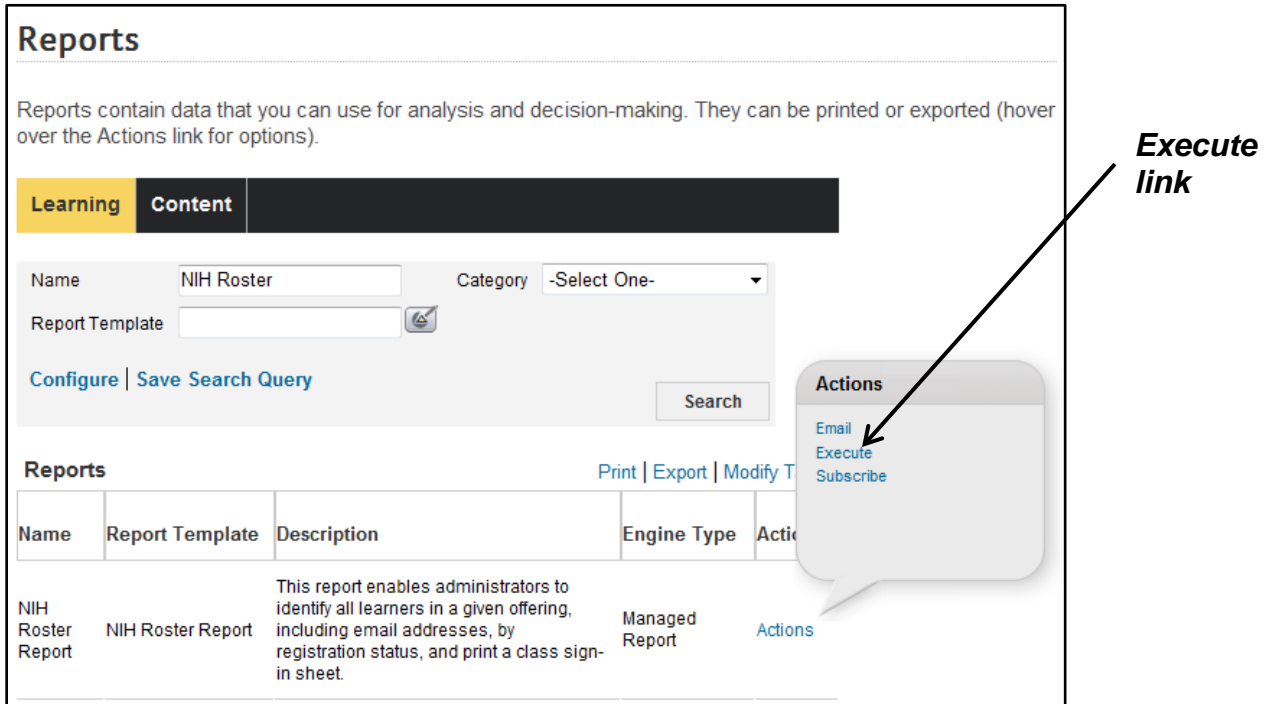 Reports
Reports contain data that you can use for analysis and decision-making. They can be printed or exported (hover
over the Actions link for options).
Execute
link
Learning Content
Name NIH Roster Category -Select One-
Report Template
Configure | Save Search Query
Search
Actions
Email
Execute
Subscribe
Reports
Print | Export | Modify T
Name Report Template Description Engine Type Actio
This report enables administrators to
identify all learners in a given offering,
including email addresses, by
registration status, and print a class sign-
in sheet.
NIH
Roster
Report
NIH Roster Report
Managed
Report
Actions